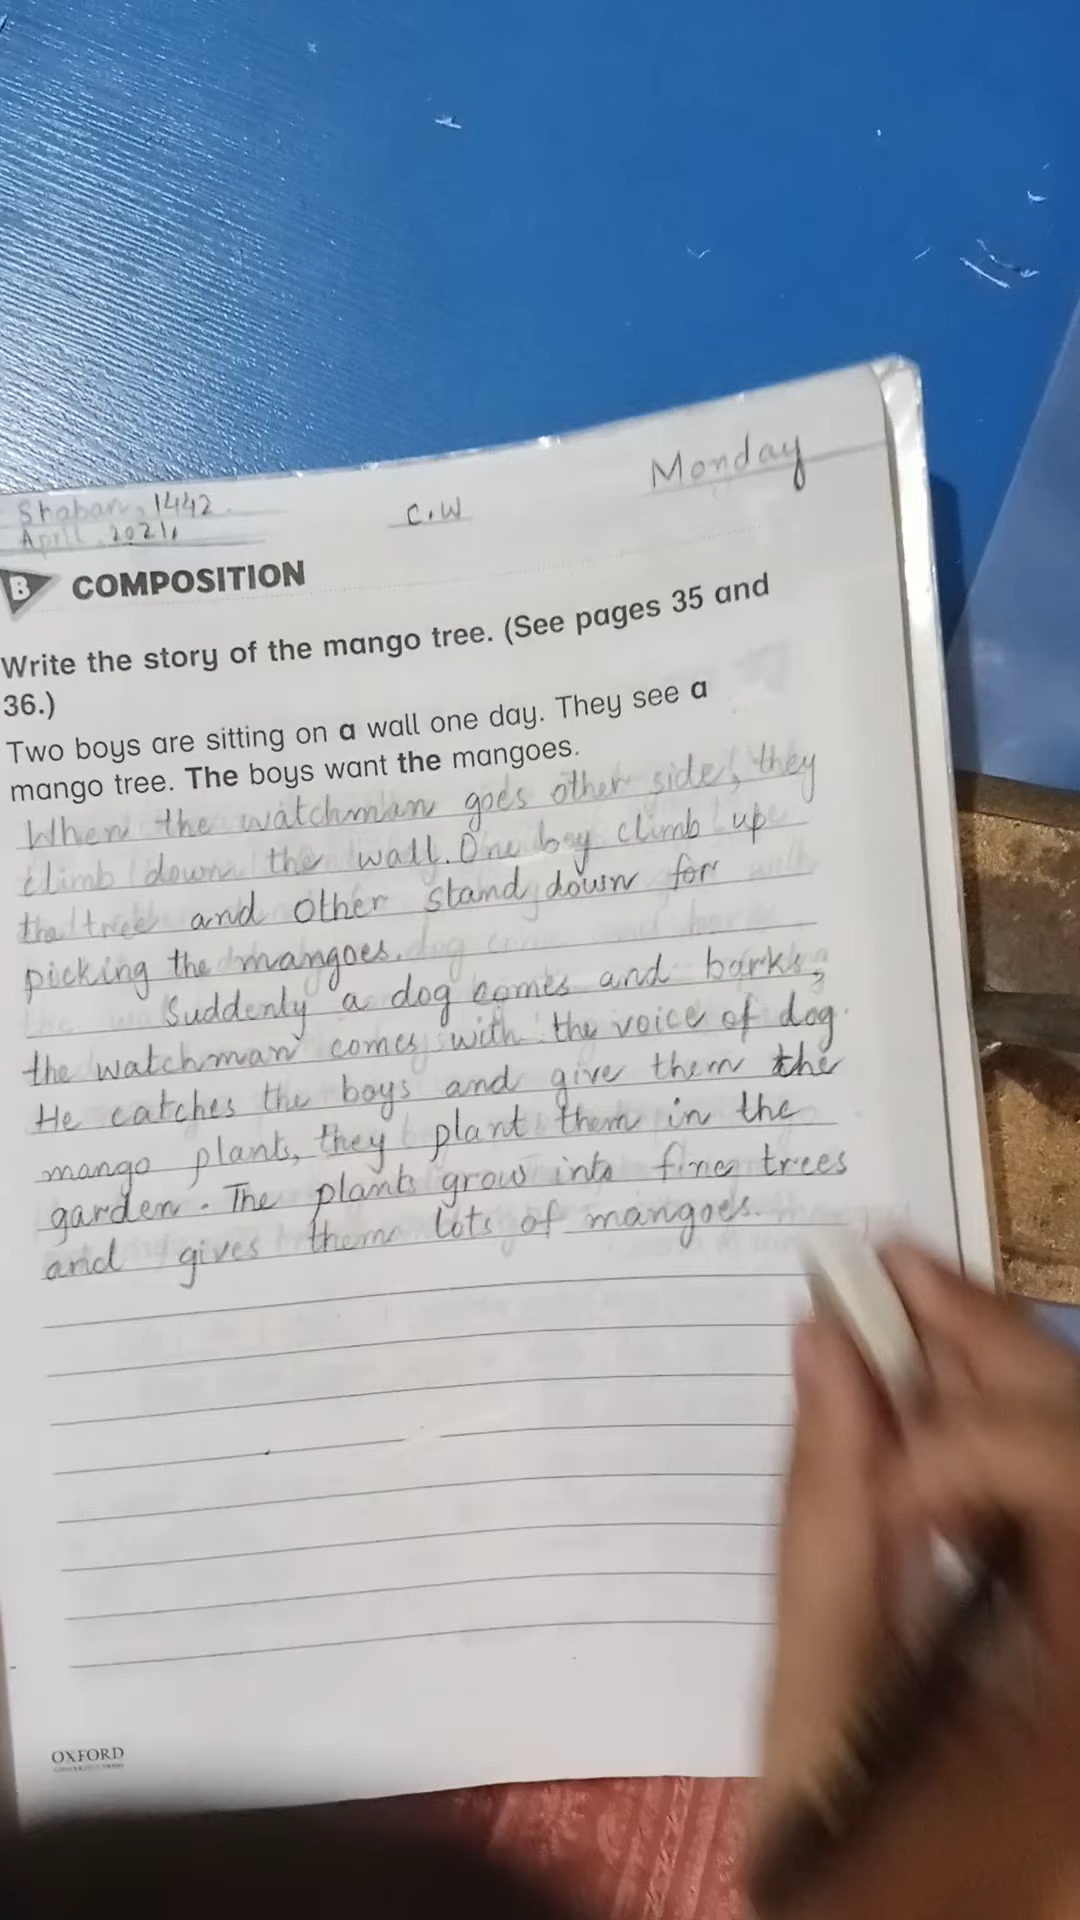 Shaban, 1442
April, 2021,
C.W
Monday
B COMPOSITION
Write the story of the mango tree. (See pages 35 and
36.)
Two boys are sitting on a wall one day. They see a
mango tree. The boys want the mangoes.
When the watchman goes other side, they
climb down the wall. One boy climb up
the tree and other stand down for
picking the mangoes.
Suddenly a dog comes and barks,
the watchman comes with the voice of dog.
He catches the boys and give them the
mango plants, they plant them in the
garden. The plants grow into fine trees
and gives them lots of mangoes.
OXFORD